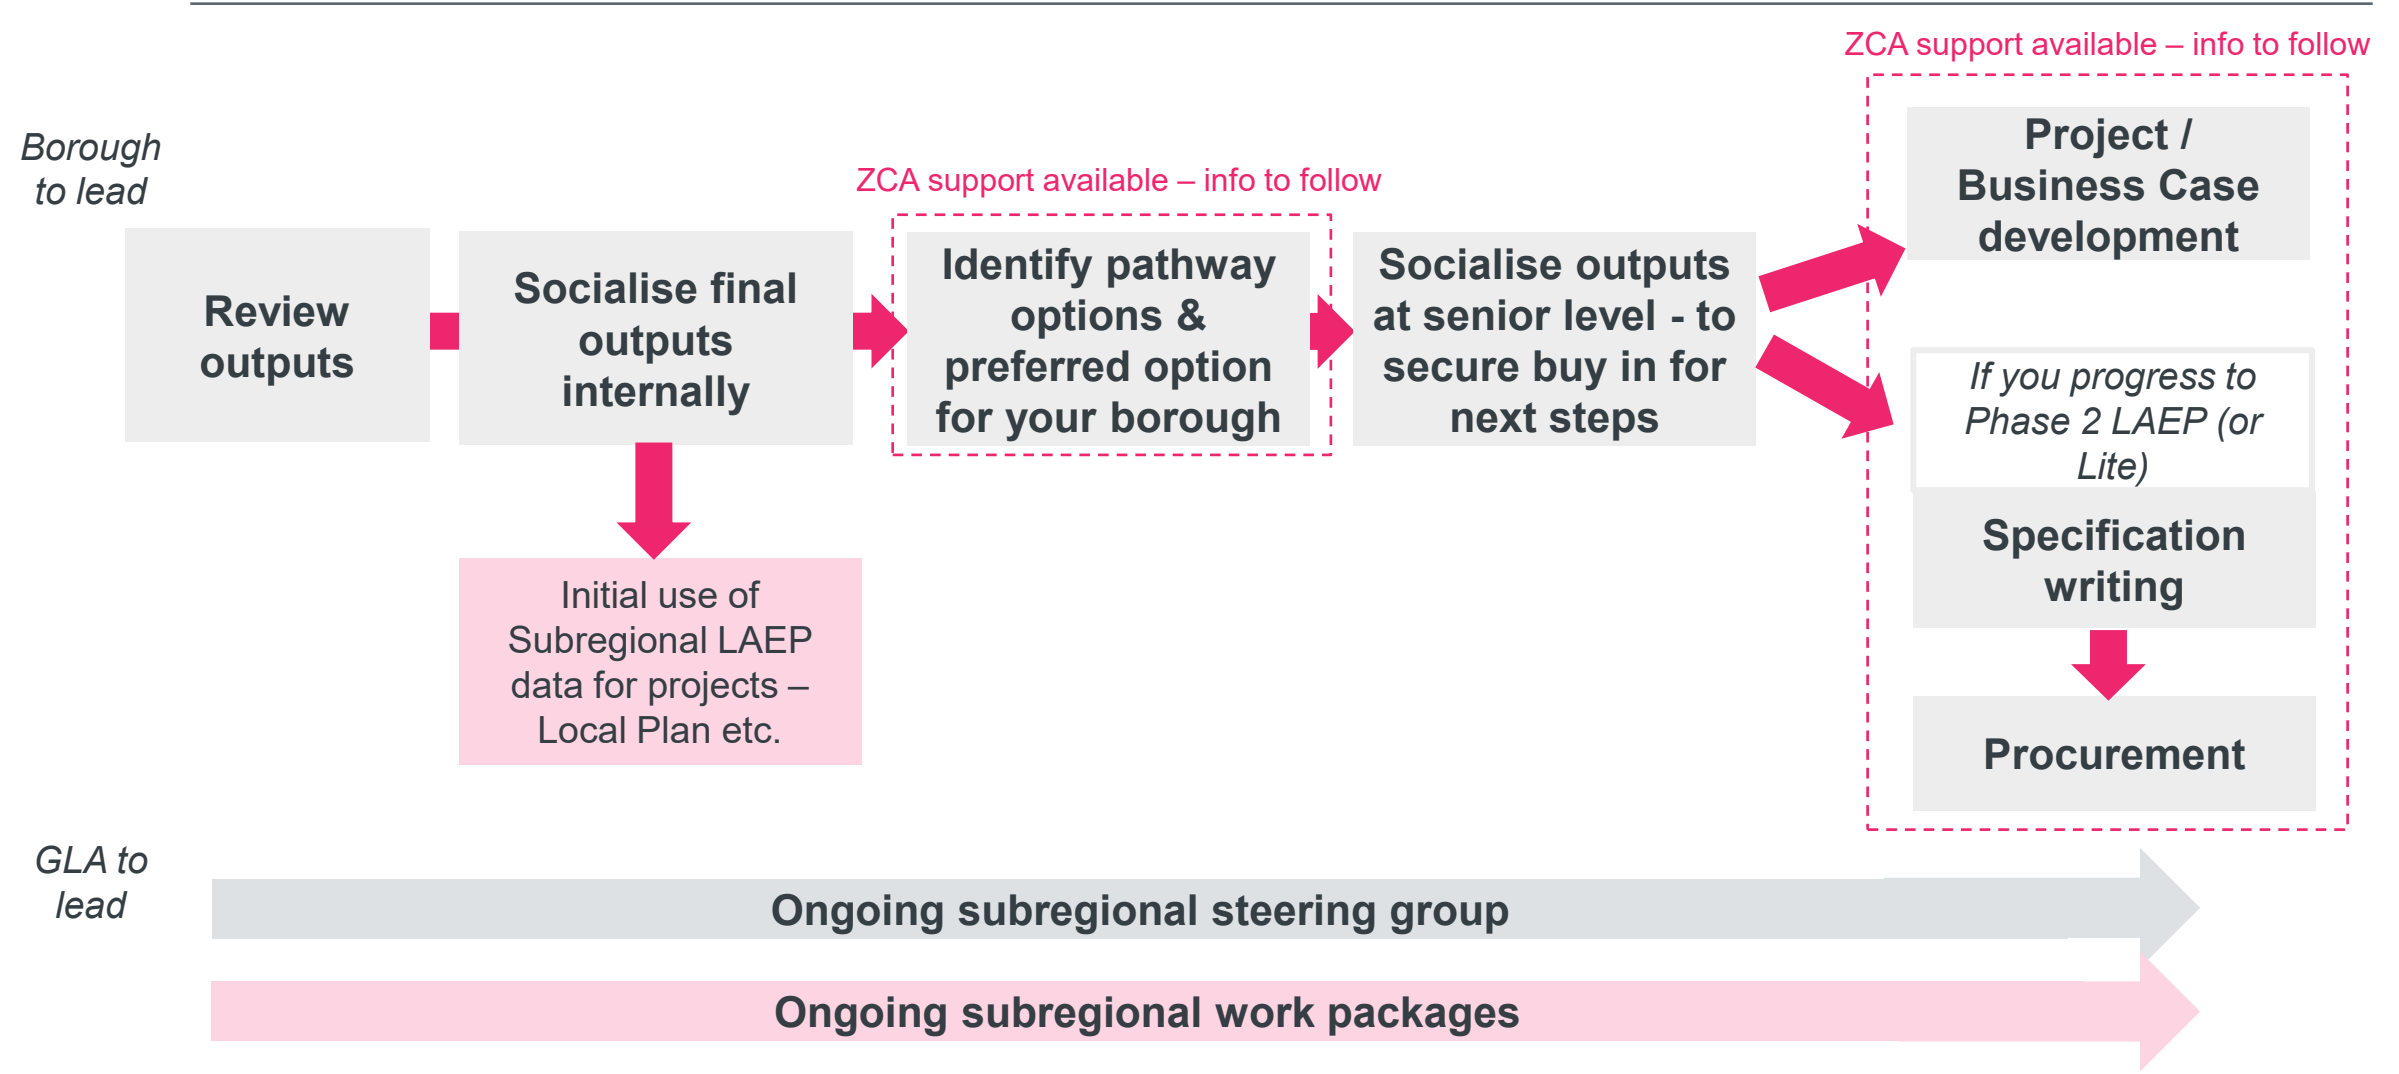 ZCA support available – info to follow
Borough
to lead
ZCA support available – info to follow
Project /
Business Case
development
Review
outputs
Socialise final
outputs
internally
Identify pathway
options &
preferred option
for your borough
Socialise outputs
at senior level - to
secure buy in for
next steps
If you progress to
Phase 2 LAEP (or
Lite)
Specification
writing
Procurement
Initial use of
Subregional LAEP
data for projects –
Local Plan etc.
GLA to
lead
Ongoing subregional steering group
Ongoing subregional work packages